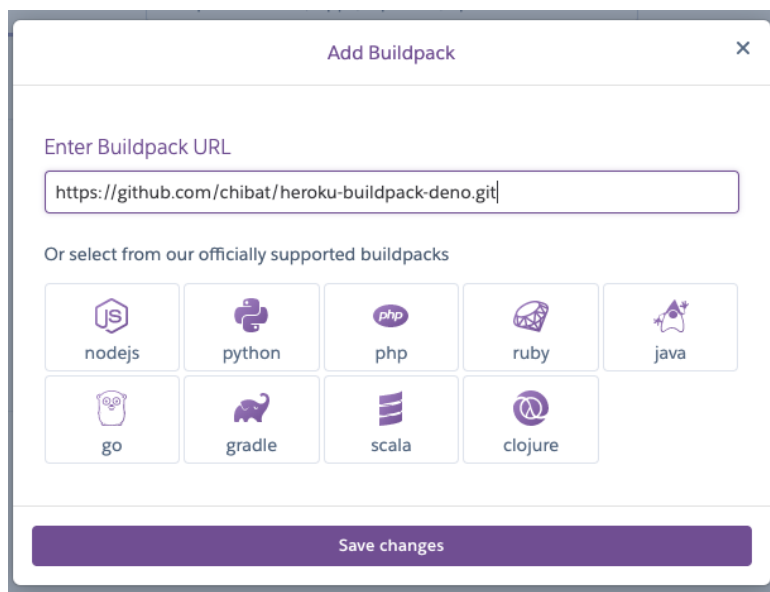 Add Buildpack
Enter Buildpack URL
https://github.com/chibat/heroku-buildpack-deno.git
Or select from our officially supported buildpacks
JS php
nodejs python php ruby java
go gradle scala clojure
Save changes